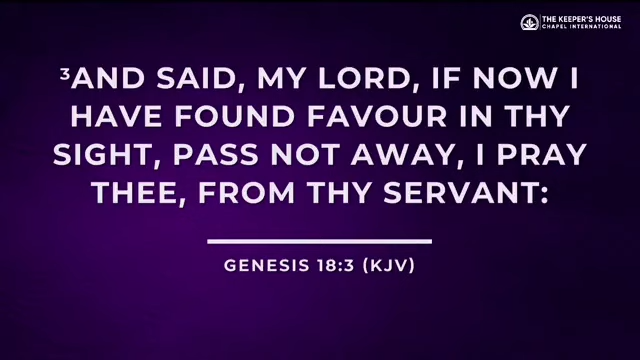 THE KEEPER'S HOUSE
CHAPEL INTERNATIONAL
³AND SAID, MY LORD, IF NOW I
HAVE FOUND FAVOUR IN THY
SIGHT, PASS NOT AWAY, I PRAY
THEE, FROM THY SERVANT:
GENESIS 18:3 (KJV)